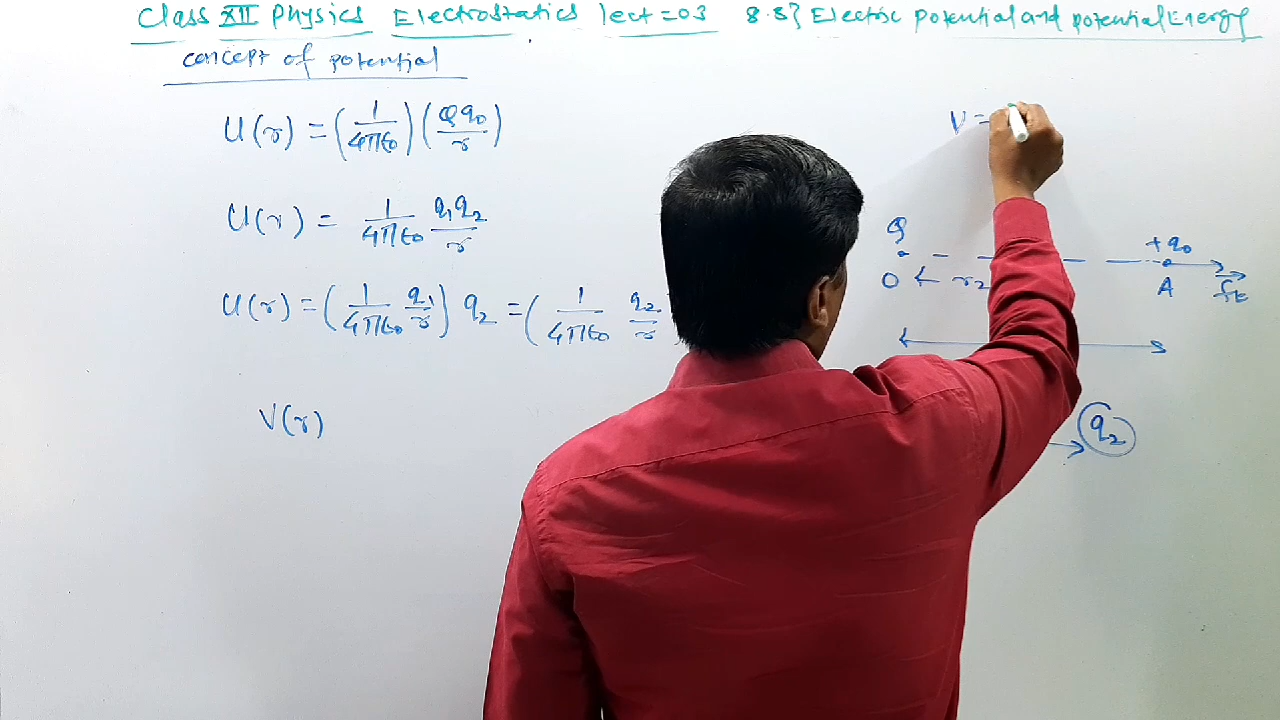 Class XII Physics Electrostatics lect = 03 8.3} Electric potential and potential Energy
concept of potential
U(r) = (1/4πε₀) (Qq₀/r)
U(r) = 1/4πε₀ q₁q₂/r
U(r) = (1/4πε₀ q₁/r) q₂ = (1/4πε₀ q₂/r
V(r)
V =
Q +q₀
O r₂ A
q₂